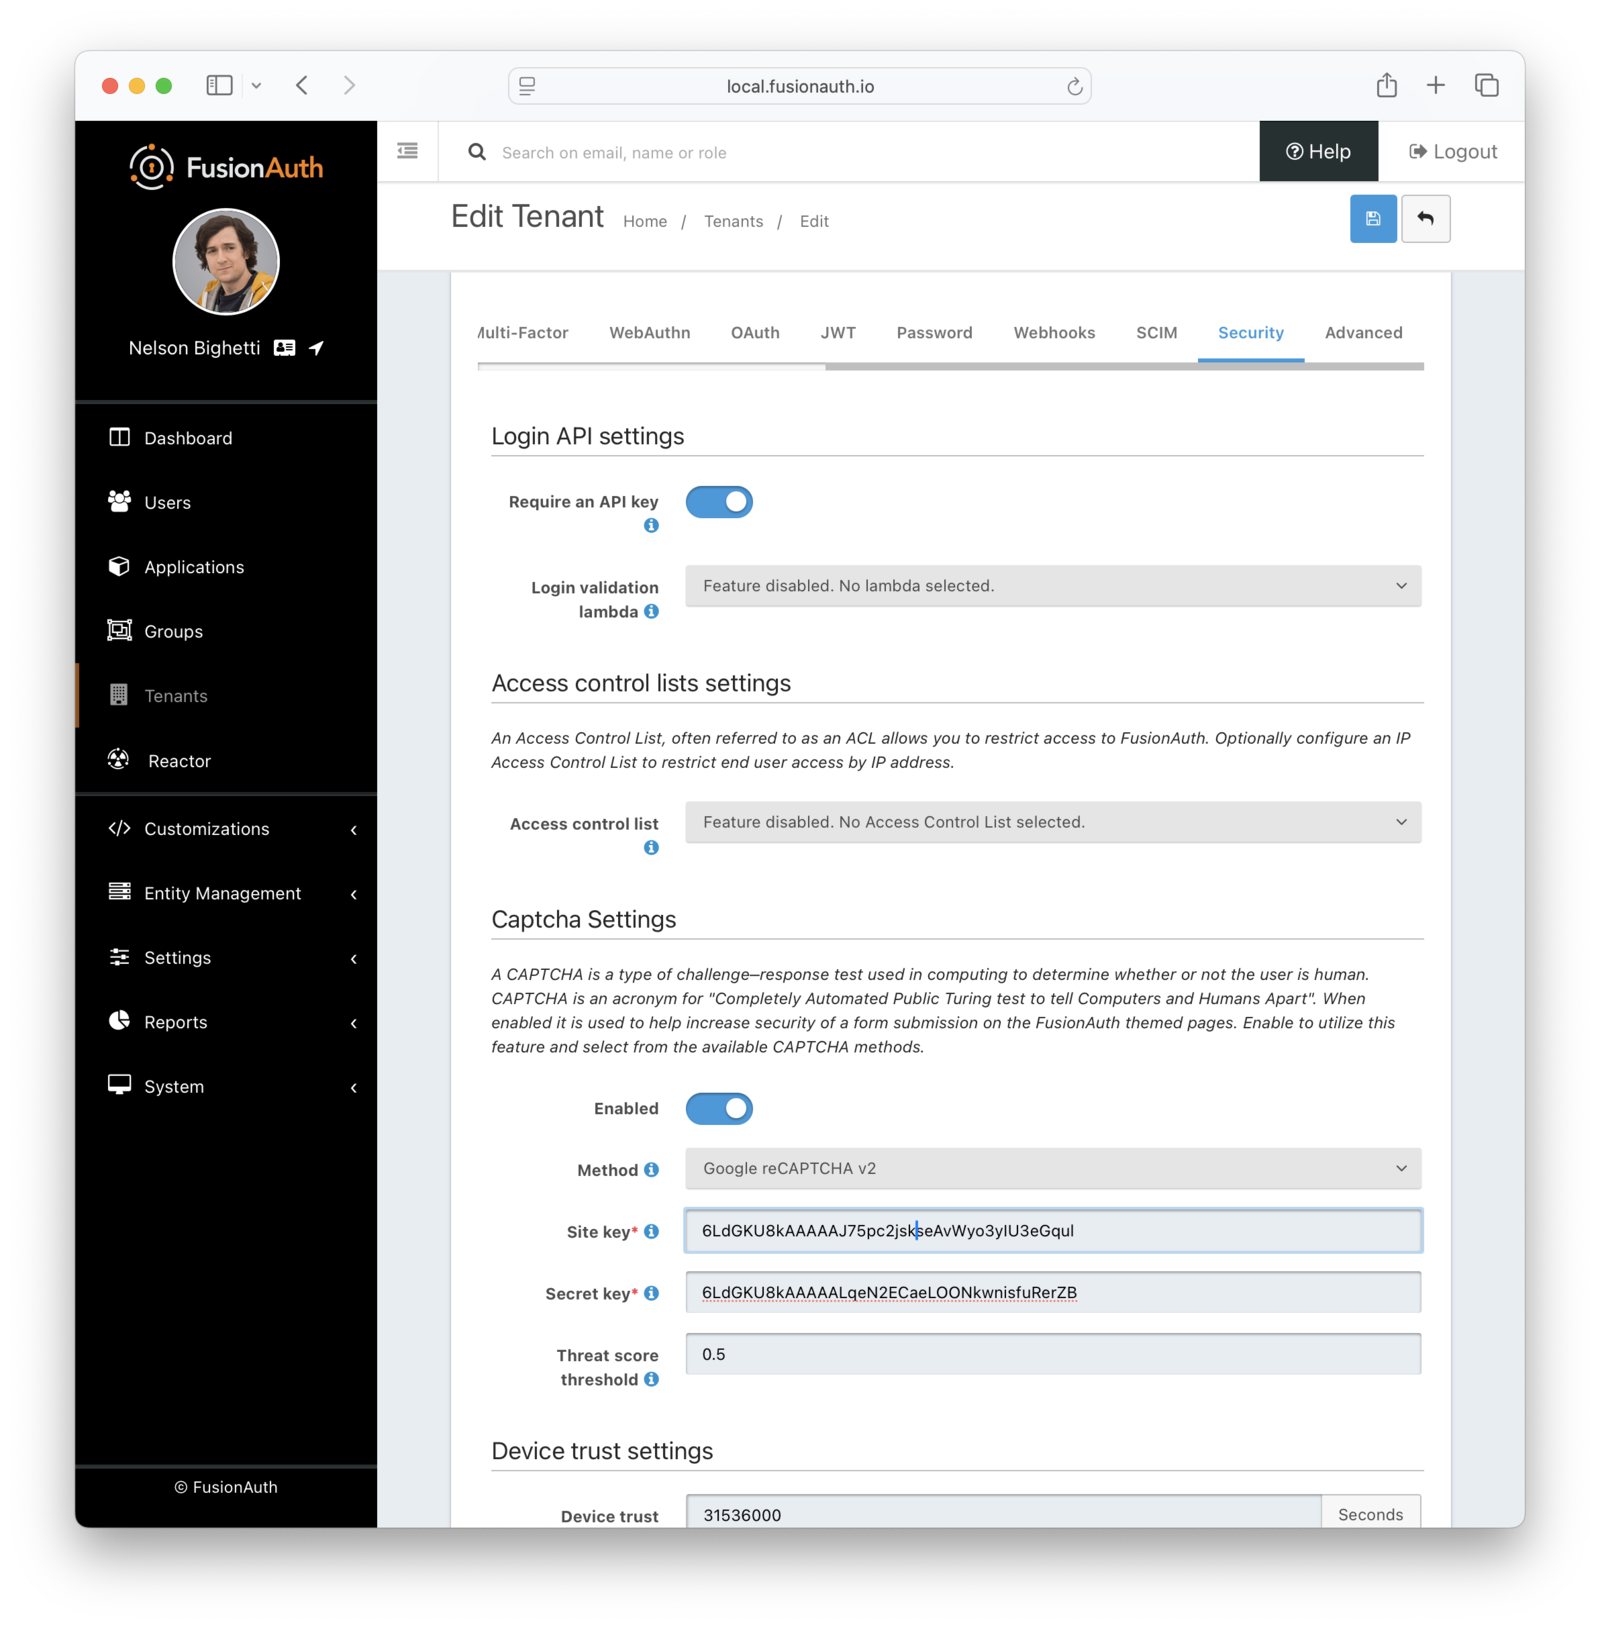 local.fusionauth.io
FusionAuth
Search on email, name or role
Help
Logout
Edit Tenant
Home / Tenants / Edit
Nelson Bighetti
Dashboard
Users
Applications
Groups
Tenants
Reactor
Customizations
Entity Management
Settings
Reports
System
© FusionAuth
Multi-Factor
WebAuthn
OAuth
JWT
Password
Webhooks
SCIM
Security
Advanced
Login API settings
Require an API key
Login validation
lambda
Feature disabled. No lambda selected.
Access control lists settings
An Access Control List, often referred to as an ACL allows you to restrict access to FusionAuth. Optionally configure an IP
Access Control List to restrict end user access by IP address.
Access control list
Feature disabled. No Access Control List selected.
Captcha Settings
A CAPTCHA is a type of challenge–response test used in computing to determine whether or not the user is human.
CAPTCHA is an acronym for "Completely Automated Public Turing test to tell Computers and Humans Apart". When
enabled it is used to help increase security of a form submission on the FusionAuth themed pages. Enable to utilize this
feature and select from the available CAPTCHA methods.
Enabled
Method
Google reCAPTCHA v2
Site key*
6LdGKU8kAAAAAJ75pc2jskseAvWyo3yIU3eGquI
Secret key*
6LdGKU8kAAAAALqeN2ECaeLOONkwnisfuRerZB
Threat score
threshold
0.5
Device trust settings
Device trust
31536000
Seconds